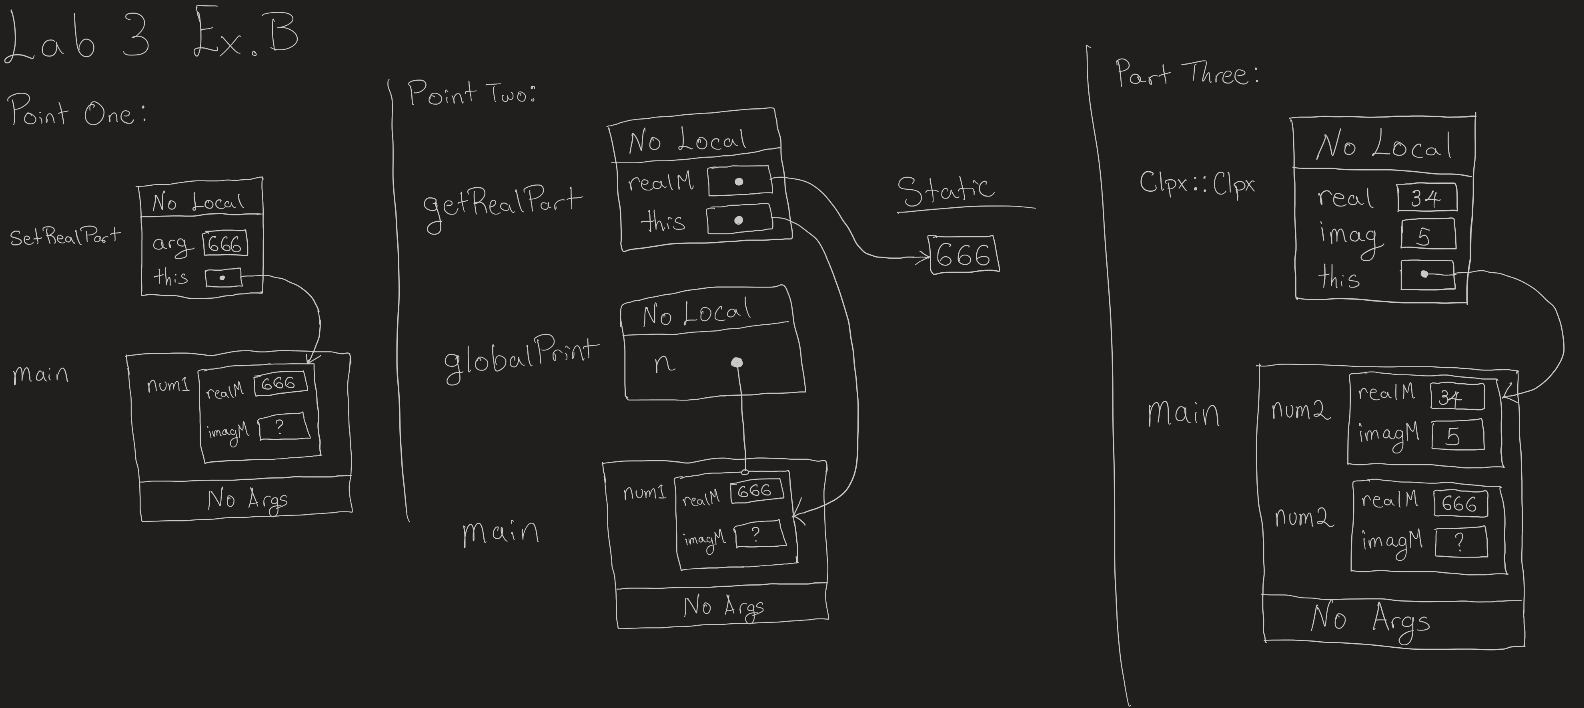 Lab 3 Ex.B
Point One:
No Local
SetRealPart
arg 666
this
main
num1
realM 666
imagM ?
No Args
Point Two:
No Local
getRealPart
realM
this
Static
666
No Local
globalPrint
n
main
num1
realM 666
imagM ?
No Args
Part Three:
No Local
Clpx::Clpx
real 34
imag 5
this
main
num2
realM 34
imagM 5
num2
realM 666
imagM ?
No Args